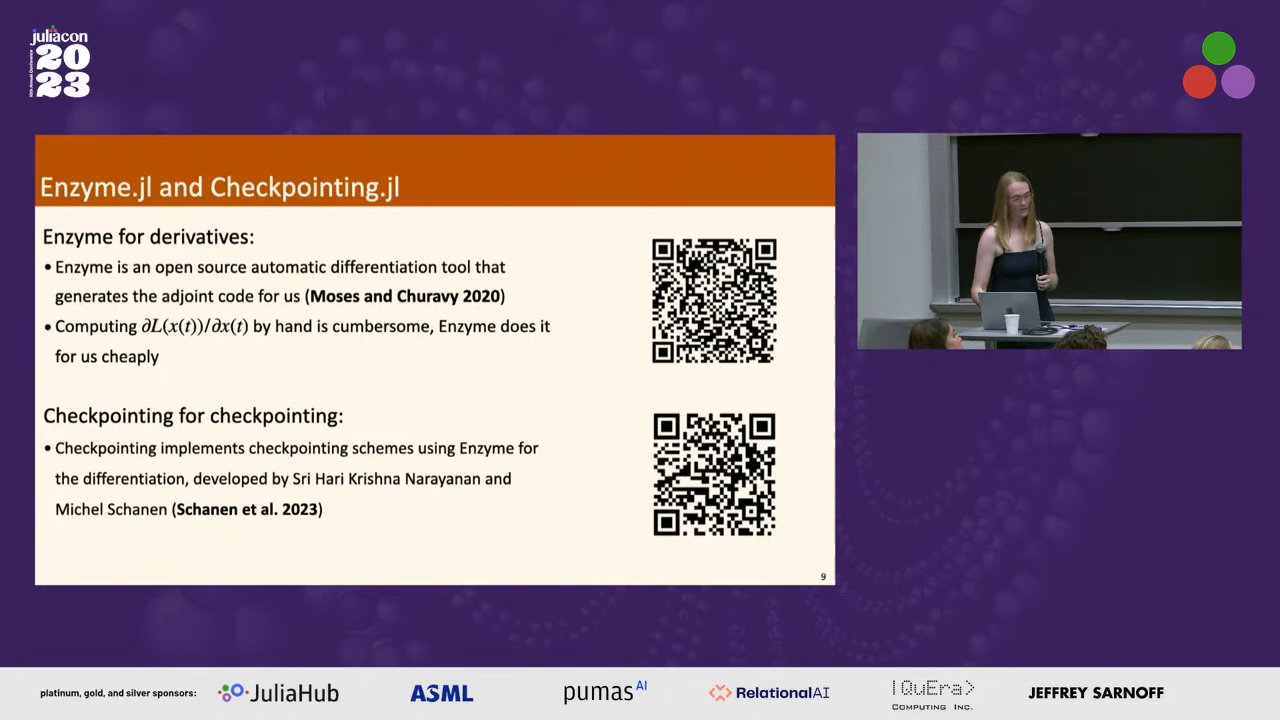 juliacon
20
23
Enzyme.jl and Checkpointing.jl
Enzyme for derivatives:
• Enzyme is an open source automatic differentiation tool that
generates the adjoint code for us (Moses and Churavy 2020)
• Computing ∂L(x(t))/∂x(t) by hand is cumbersome, Enzyme does it
for us cheaply
Checkpointing for checkpointing:
• Checkpointing implements checkpointing schemes using Enzyme for
the differentiation, developed by Sri Hari Krishna Narayanan and
Michel Schanen (Schanen et al. 2023)
9
platinum, gold, and silver sponsors:
JuliaHub
ASML
pumasAI
RelationalAI
|QuEra>
COMPUTING INC.
JEFFREY SARNOFF